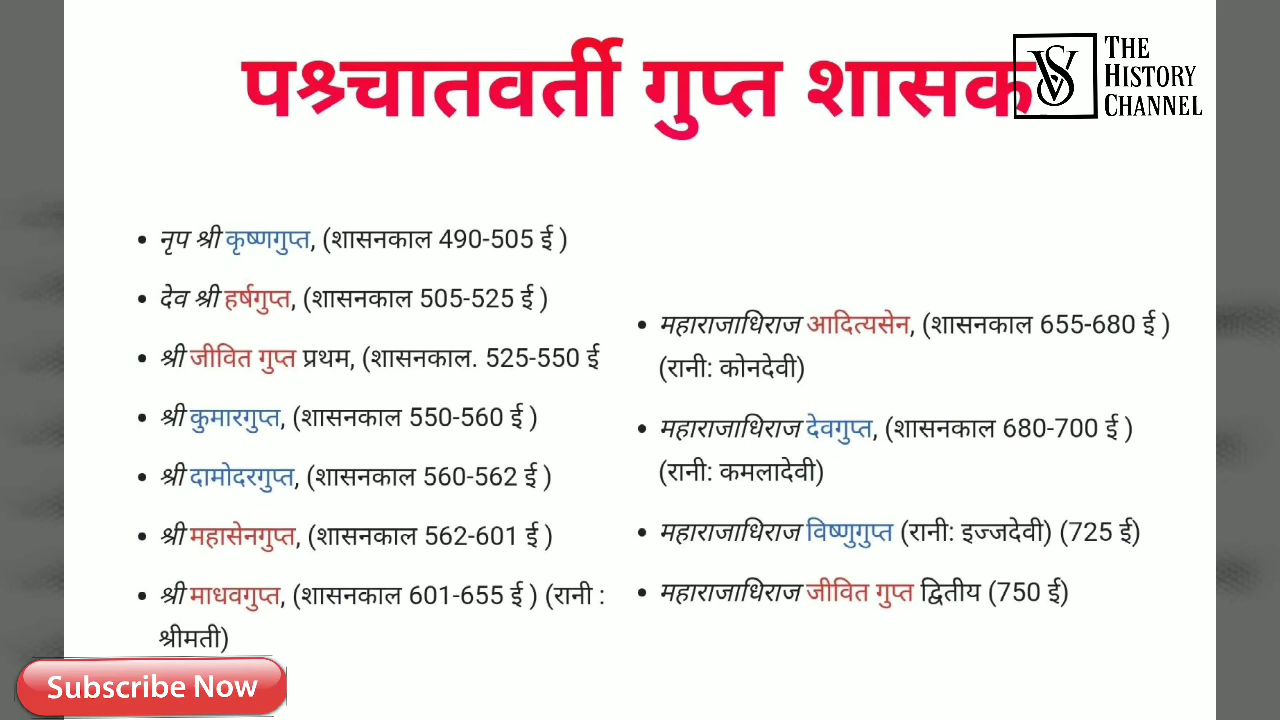 पश्र्चातवर्ती गुप्त शासक
THE
HISTORY
CHANNEL
VS
नृप श्री कृष्णगुप्त, (शासनकाल 490-505 ई )
देव श्री हर्षगुप्त, (शासनकाल 505-525 ई )
श्री जीवित गुप्त प्रथम, (शासनकाल. 525-550 ई
श्री कुमारगुप्त, (शासनकाल 550-560 ई )
श्री दामोदरगुप्त, (शासनकाल 560-562 ई )
श्री महासेनगुप्त, (शासनकाल 562-601 ई )
श्री माधवगुप्त, (शासनकाल 601-655 ई ) (रानी :
श्रीमती)
महाराजाधिराज आदित्यसेन, (शासनकाल 655-680 ई )
(रानी: कोनदेवी)
महाराजाधिराज देवगुप्त, (शासनकाल 680-700 ई )
(रानी: कमलादेवी)
महाराजाधिराज विष्णुगुप्त (रानी: इज्जदेवी) (725 ई)
महाराजाधिराज जीवित गुप्त द्वितीय (750 ई)
Subscribe Now